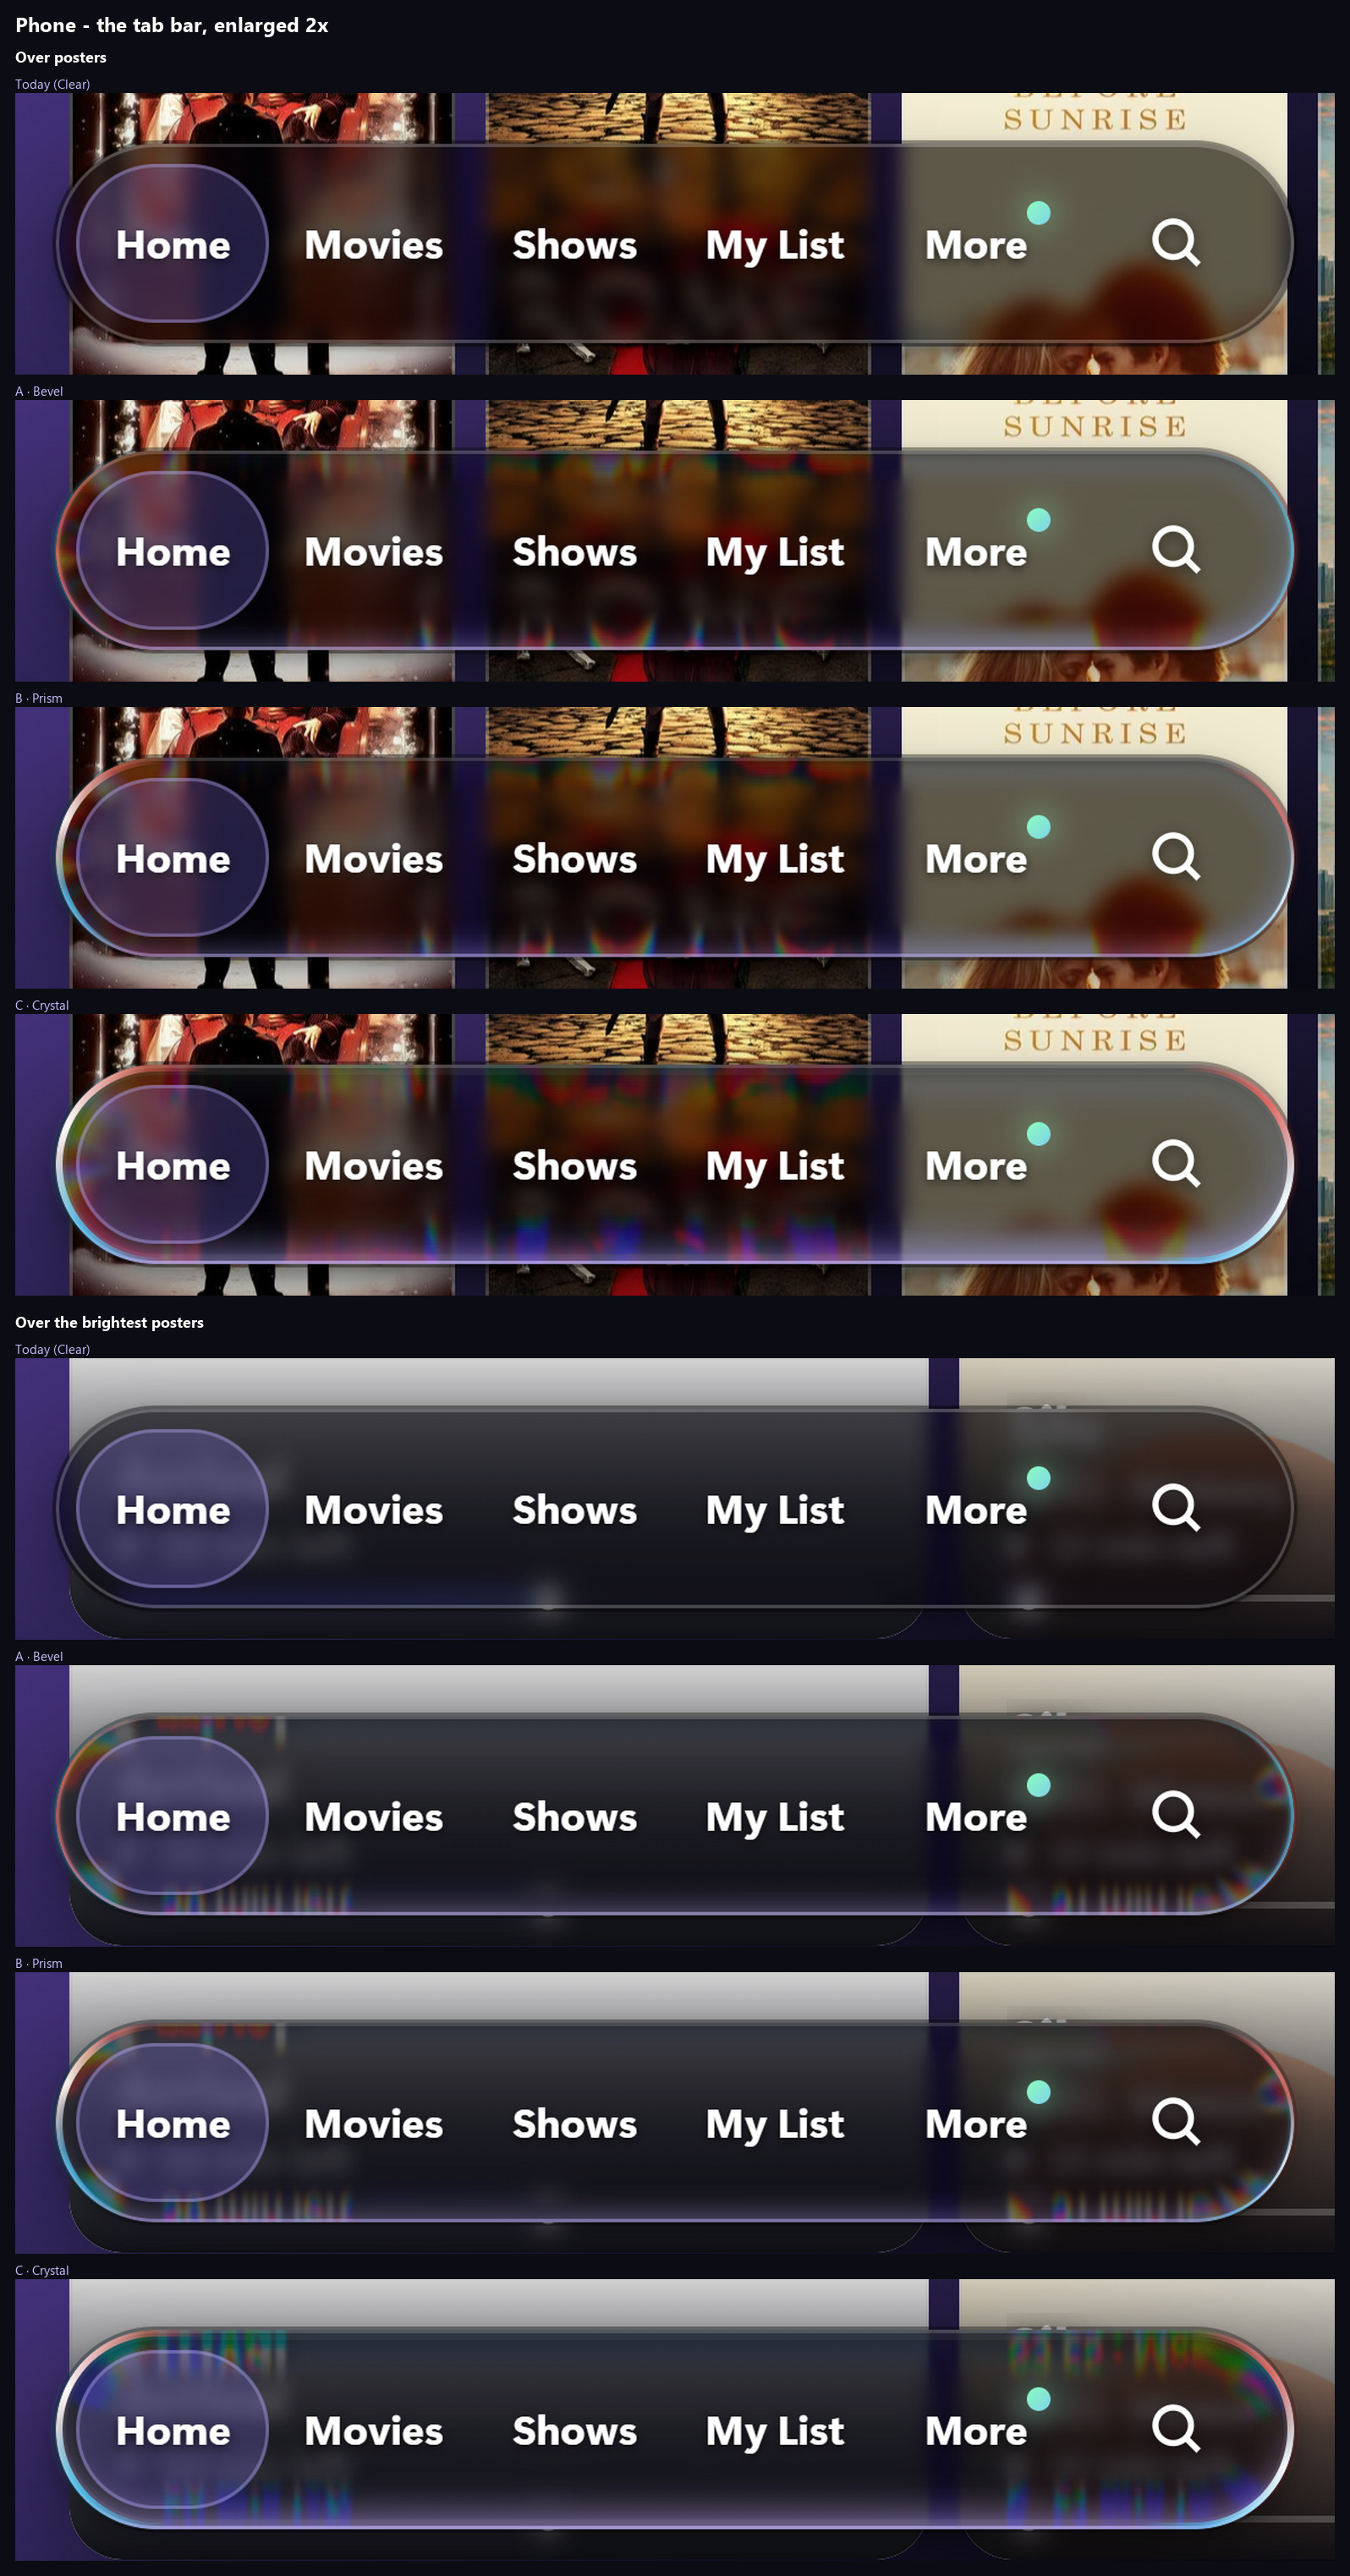 Phone - the tab bar, enlarged 2x
Over posters
Today (Clear)
SUNRISE
Home Movies Shows My List More
A · Bevel
SUNRISE
Home Movies Shows My List More
B · Prism
SUNRISE
Home Movies Shows My List More
C · Crystal
SUNRISE
Home Movies Shows My List More
Over the brightest posters
Today (Clear)
Home Movies Shows My List More
A · Bevel
Home Movies Shows My List More
B · Prism
Home Movies Shows My List More
C · Crystal
Home Movies Shows My List More